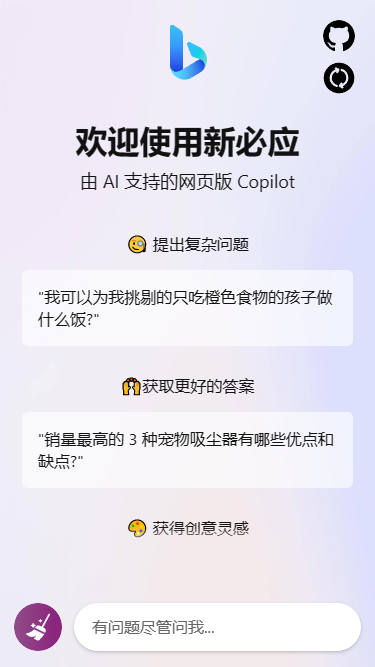 欢迎使用新必应
由 AI 支持的网页版 Copilot
🧐 提出复杂问题
"我可以为我挑剔的只吃橙色食物的孩子做
什么饭?"
🙌 获取更好的答案
"销量最高的 3 种宠物吸尘器有哪些优点和
缺点?"
🎨 获得创意灵感
有问题尽管问我...